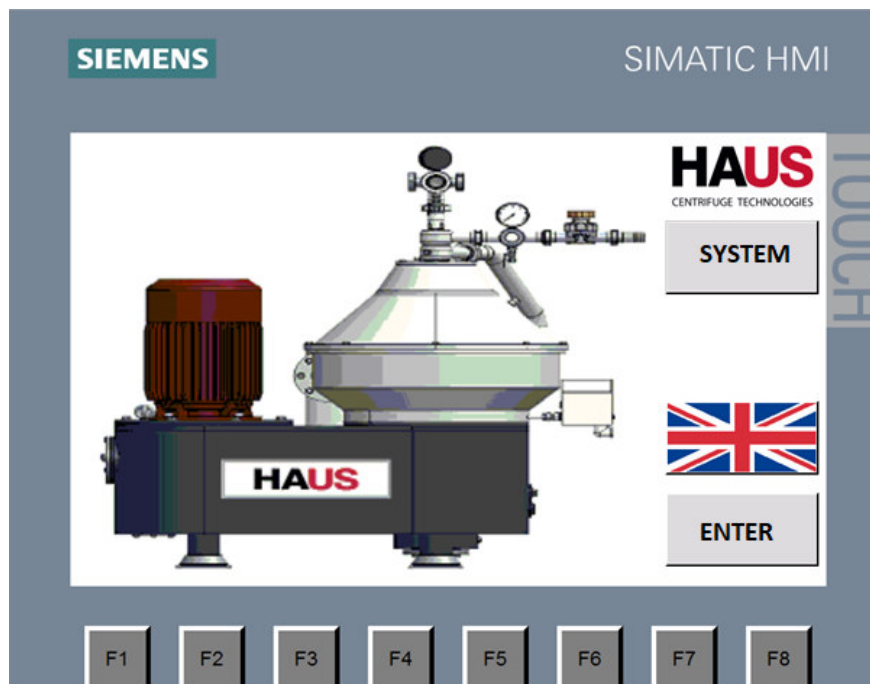 SIEMENS
SIMATIC HMI
TOUCH
HAUS
CENTRIFUGE TECHNOLOGIES
SYSTEM
HAUS
ENTER
F1 F2 F3 F4 F5 F6 F7 F8